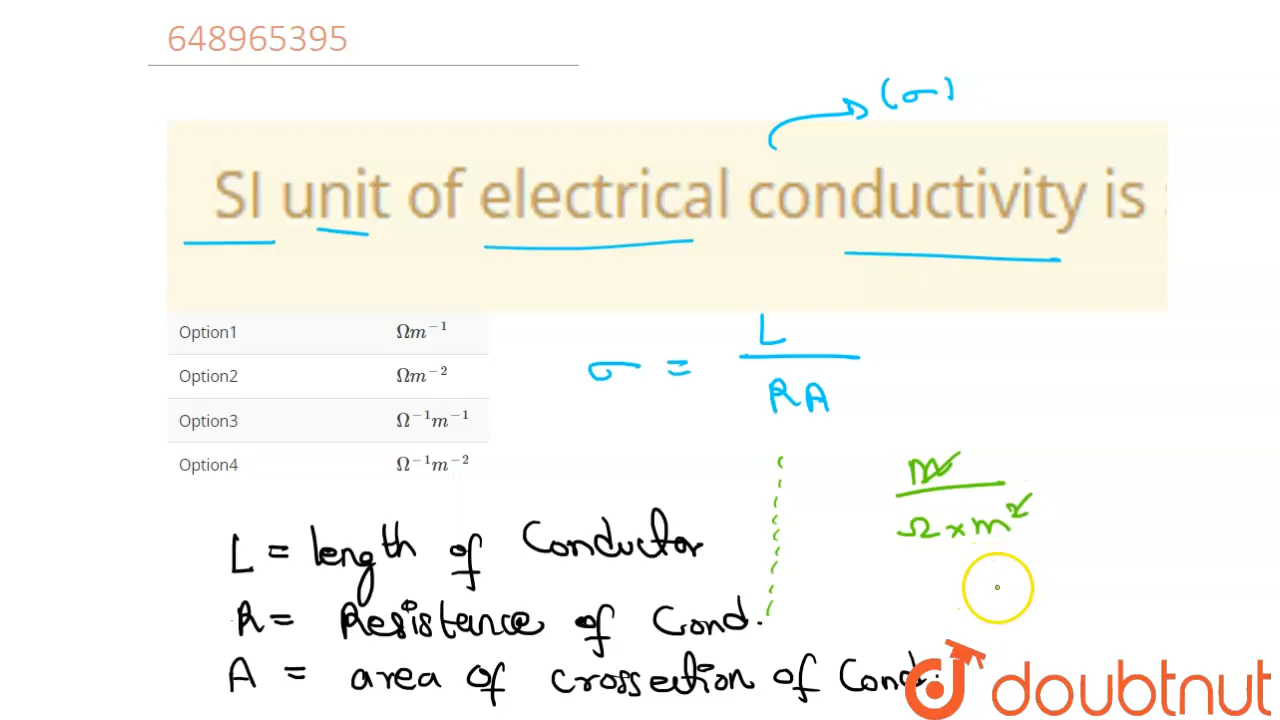 648965395
(σ)
SI unit of electrical conductivity is :
Option1 Ωm⁻¹
Option2 Ωm⁻²
Option3 Ω⁻¹m⁻¹
Option4 Ω⁻¹m⁻²
σ = L / RA
m / Ω × m²
L = length of Conductor
R = Resistance of Cond.
A = area of crossection of Cond.
doubtnut